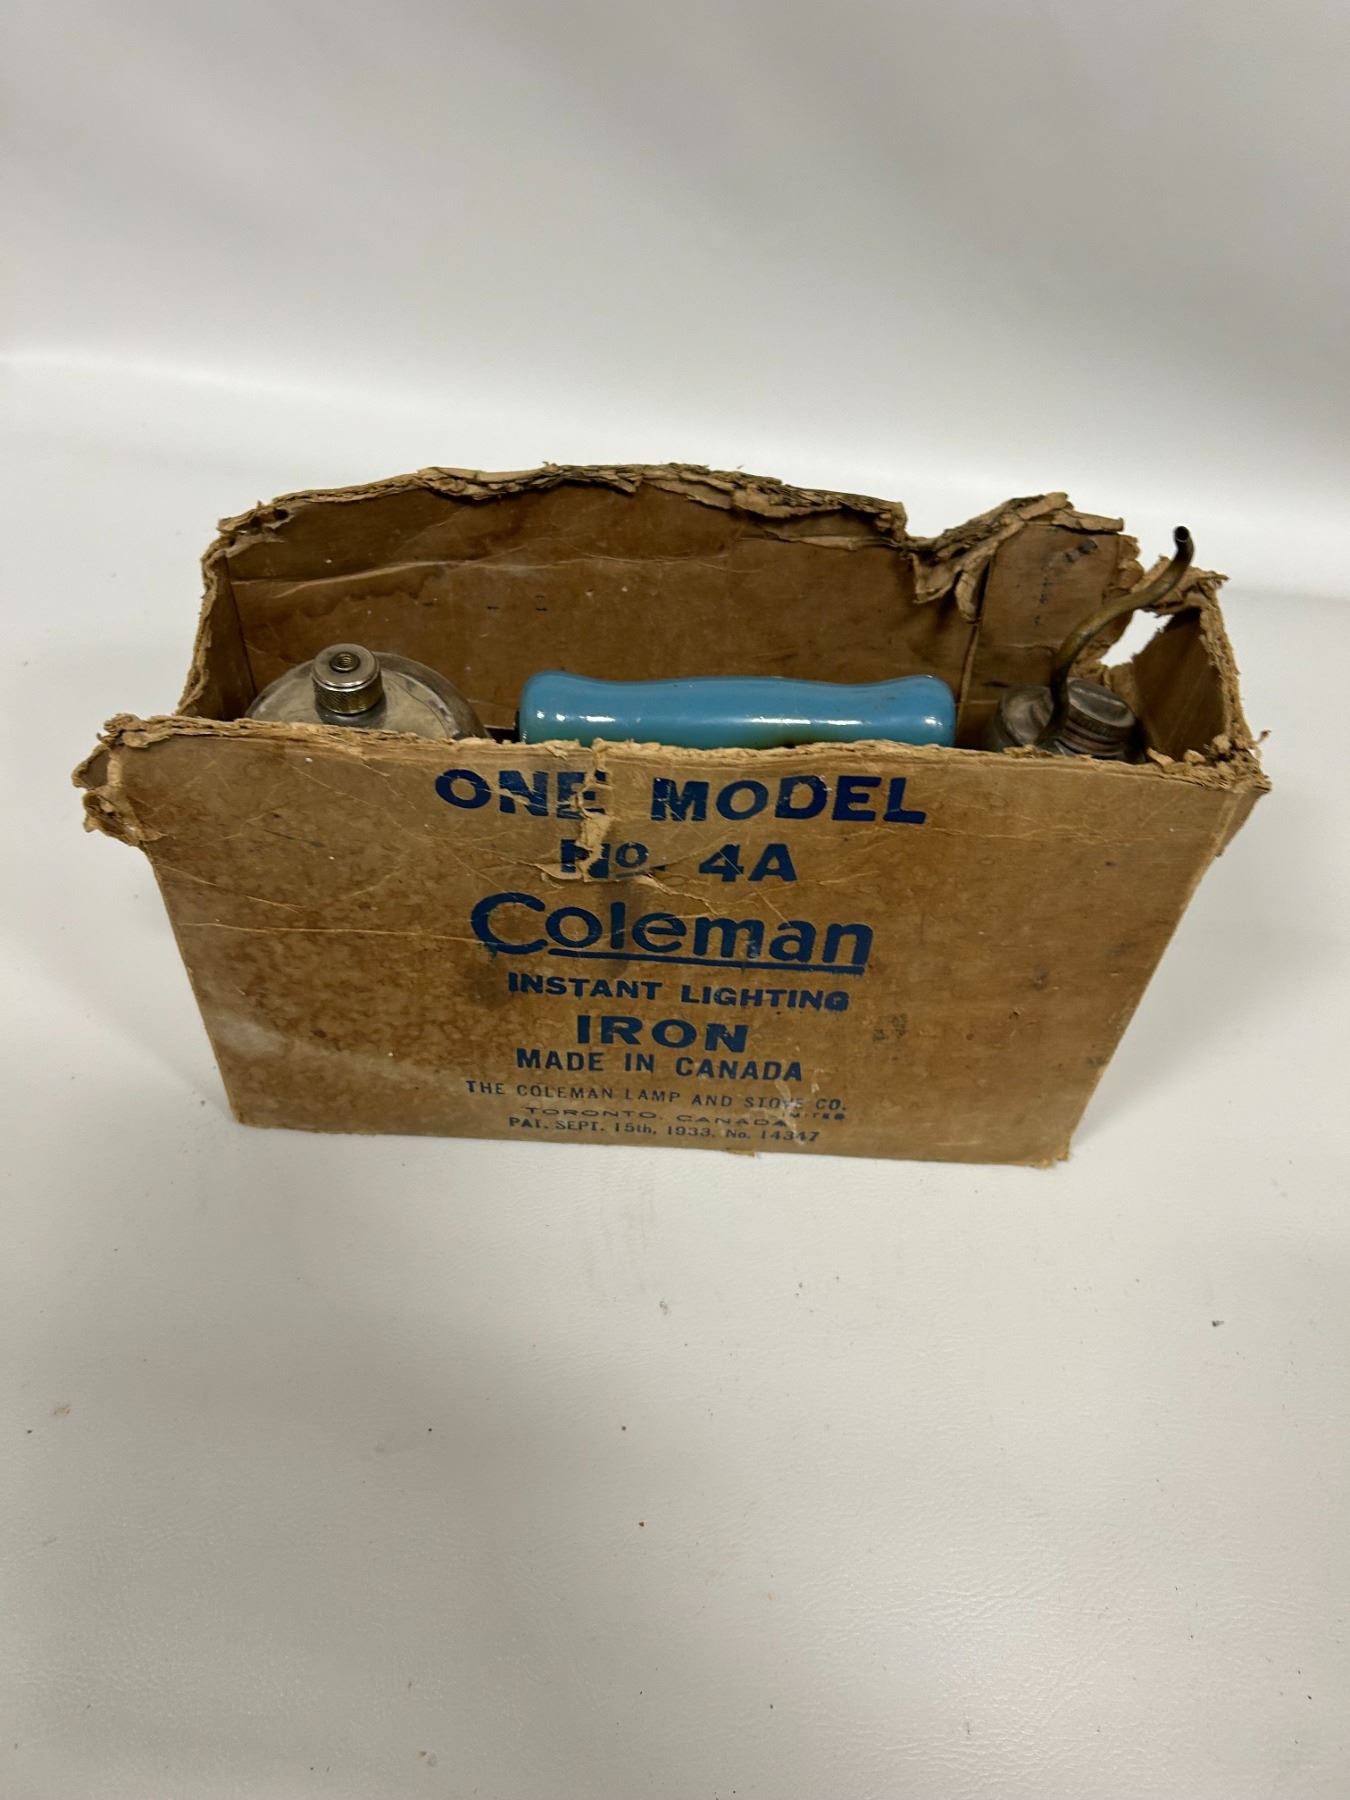 ONE MODEL
No. 4A
Coleman
INSTANT LIGHTING
IRON
MADE IN CANADA
THE COLEMAN LAMP AND STOVE CO.
LIMITED
TORONTO, CANADA
PAT. SEPT. 15th, 1933. No. 14347